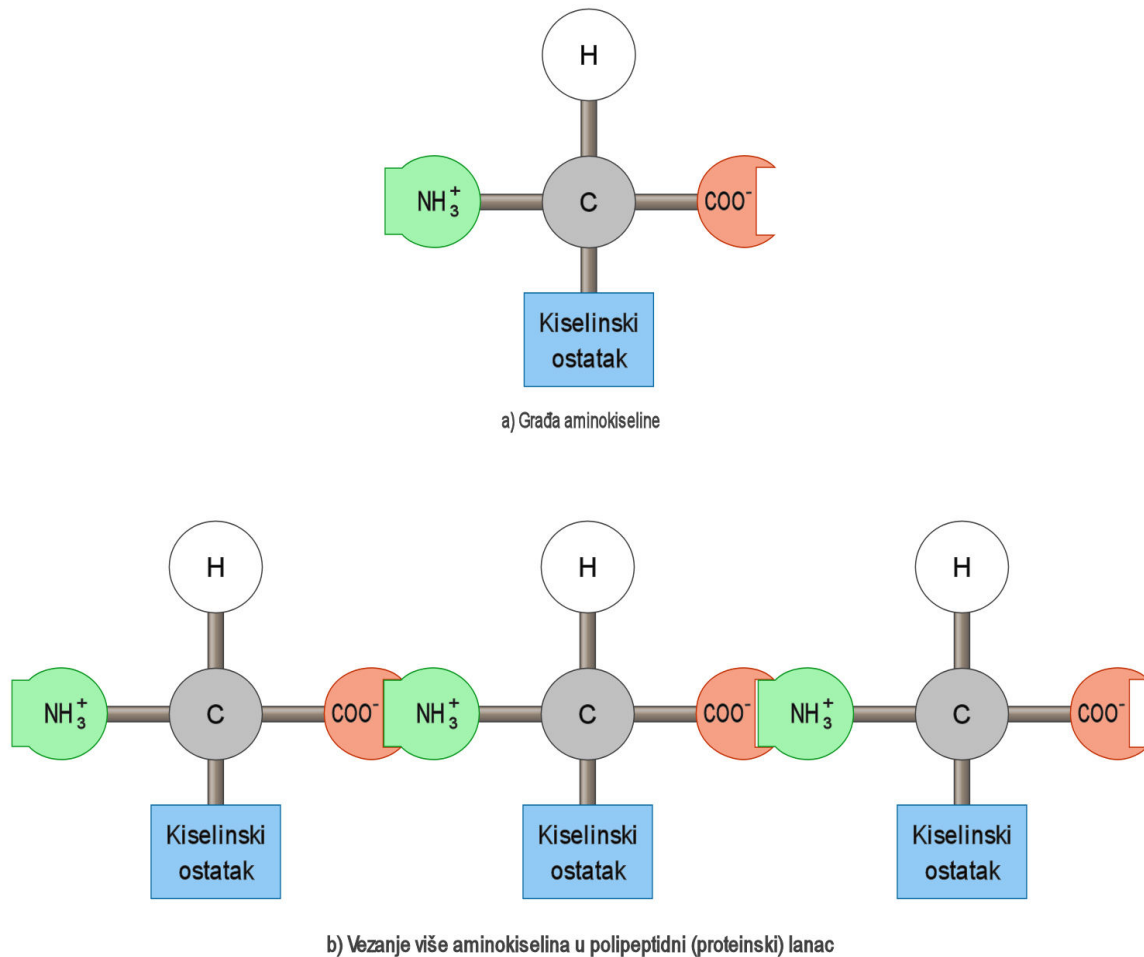 H
NH₃⁺ C COO⁻
Kiselinski
ostatak
a) Građa aminokiseline
H H H
NH₃⁺ C COO⁻ NH₃⁺ C COO⁻ NH₃⁺ C COO⁻
Kiselinski Kiselinski Kiselinski
ostatak ostatak ostatak
b) Vezanje više aminokiselina u polipeptidni (proteinski) lanac